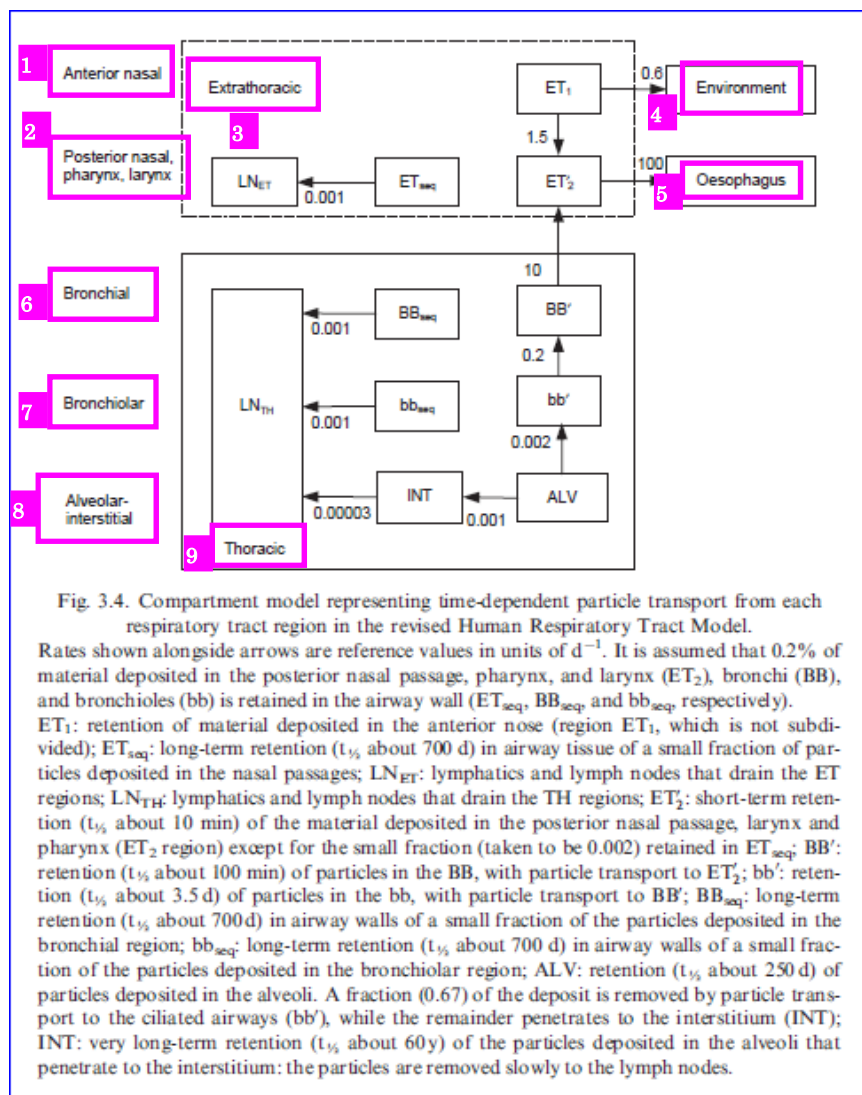 1
Anterior nasal
Extrathoracic
3
ET₁
0.6
Environment
4
2
Posterior nasal,
pharynx, larynx
1.5
LN_ET
0.001
ET_seq
ET′₂
100
Oesophagus
5
10
6
Bronchial
0.001
BB_seq
BB′
0.2
7
Bronchiolar
LN_TH
0.001
bb_seq
bb′
0.002
8
Alveolar-
interstitial
0.00003
INT
0.001
ALV
9
Thoracic
Fig. 3.4. Compartment model representing time-dependent particle transport from each
respiratory tract region in the revised Human Respiratory Tract Model.
Rates shown alongside arrows are reference values in units of d⁻¹. It is assumed that 0.2% of
material deposited in the posterior nasal passage, pharynx, and larynx (ET₂), bronchi (BB),
and bronchioles (bb) is retained in the airway wall (ET_seq, BB_seq, and bb_seq, respectively).
ET₁: retention of material deposited in the anterior nose (region ET₁, which is not subdi-
vided); ET_seq: long-term retention (t½ about 700 d) in airway tissue of a small fraction of par-
ticles deposited in the nasal passages; LN_ET: lymphatics and lymph nodes that drain the ET
regions; LN_TH: lymphatics and lymph nodes that drain the TH regions; ET′₂: short-term reten-
tion (t½ about 10 min) of the material deposited in the posterior nasal passage, larynx and
pharynx (ET₂ region) except for the small fraction (taken to be 0.002) retained in ET_seq; BB′:
retention (t½ about 100 min) of particles in the BB, with particle transport to ET′₂; bb′: reten-
tion (t½ about 3.5 d) of particles in the bb, with particle transport to BB′; BB_seq: long-term
retention (t½ about 700 d) in airway walls of a small fraction of the particles deposited in the
bronchial region; bb_seq: long-term retention (t½ about 700 d) in airway walls of a small frac-
tion of the particles deposited in the bronchiolar region; ALV: retention (t½ about 250 d) of
particles deposited in the alveoli. A fraction (0.67) of the deposit is removed by particle trans-
port to the ciliated airways (bb′), while the remainder penetrates to the interstitium (INT);
INT: very long-term retention (t½ about 60 y) of the particles deposited in the alveoli that
penetrate to the interstitium: the particles are removed slowly to the lymph nodes.